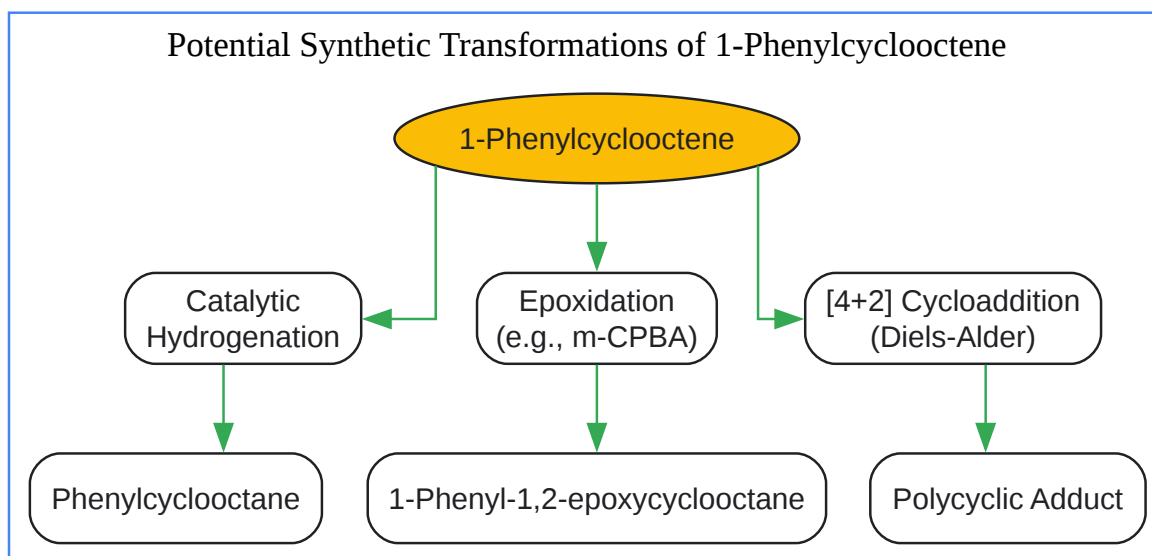 Potential Synthetic Transformations of 1-Phenylcyclooctene
1-Phenylcyclooctene
Catalytic
Hydrogenation
Epoxidation
(e.g., m-CPBA)
[4+2] Cycloaddition
(Diels-Alder)
Phenylcyclooctane
1-Phenyl-1,2-epoxycyclooctane
Polycyclic Adduct